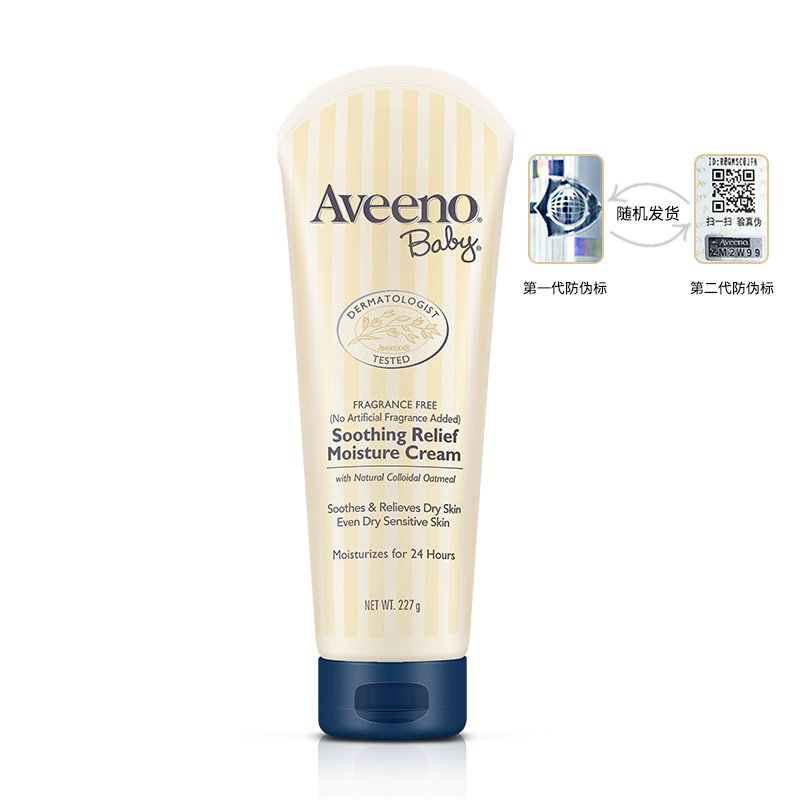 Aveeno®
Baby®
DERMATOLOGIST
Aveeno®
TESTED
FRAGRANCE FREE
(No Artificial Fragrance Added)
Soothing Relief
Moisture Cream
with Natural Colloidal Oatmeal
Soothes & Relieves Dry Skin
Even Dry Sensitive Skin
Moisturizes for 24 Hours
NET WT. 227 g
随机发货
第一代防伪标
ID:R0QMSC0JFN
扫一扫 验真伪
Aveeno
ZM2W99
第二代防伪标